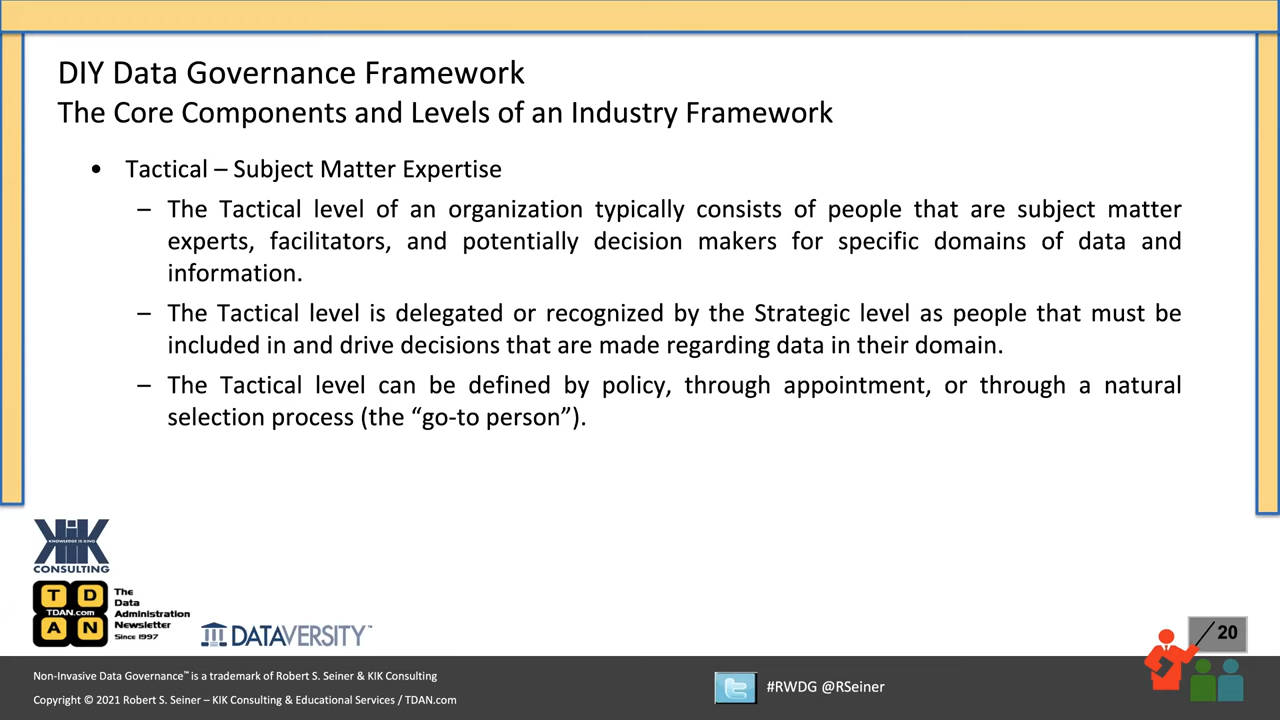 DIY Data Governance Framework
The Core Components and Levels of an Industry Framework
• Tactical – Subject Matter Expertise
– The Tactical level of an organization typically consists of people that are subject matter
experts, facilitators, and potentially decision makers for specific domains of data and
information.
– The Tactical level is delegated or recognized by the Strategic level as people that must be
included in and drive decisions that are made regarding data in their domain.
– The Tactical level can be defined by policy, through appointment, or through a natural
selection process (the “go-to person”).
KIK
KNOWLEDGE IS KING
CONSULTING
T D
TDAN.com
A N
The
Data
Administration
Newsletter
Since 1997
DATAVERSITY™
20
Non-Invasive Data Governance™ is a trademark of Robert S. Seiner & KIK Consulting
Copyright © 2021 Robert S. Seiner – KIK Consulting & Educational Services / TDAN.com
#RWDG @RSeiner